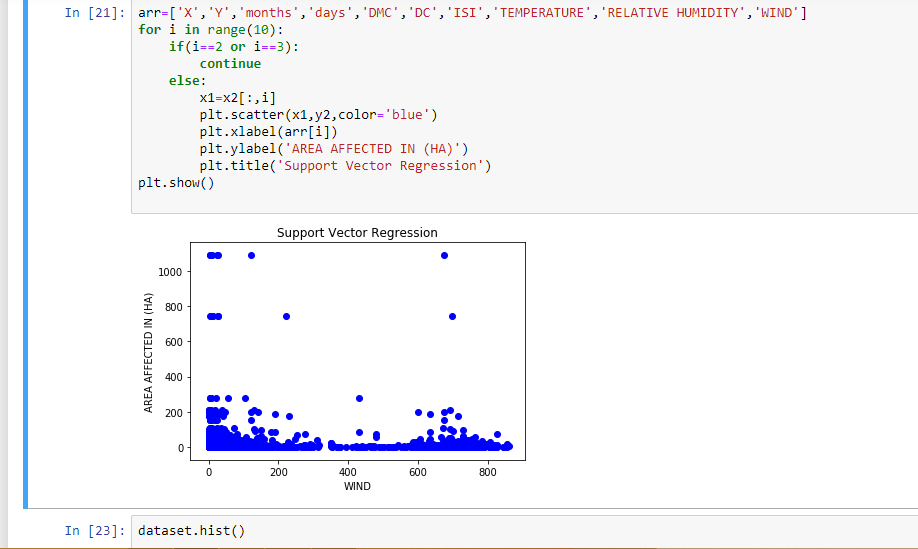 In [21]: arr=['X','Y','months','days','DMC','DC','ISI','TEMPERATURE','RELATIVE HUMIDITY','WIND']
for i in range(10):
    if(i==2 or i==3):
        continue
    else:
        x1=x2[:,i]
        plt.scatter(x1,y2,color='blue')
        plt.xlabel(arr[i])
        plt.ylabel('AREA AFFECTED IN (HA)')
        plt.title('Support Vector Regression')
plt.show()
Support Vector Regression
AREA AFFECTED IN (HA)
1000
800
600
400
200
0
0 200 400 600 800
WIND
In [23]: dataset.hist()